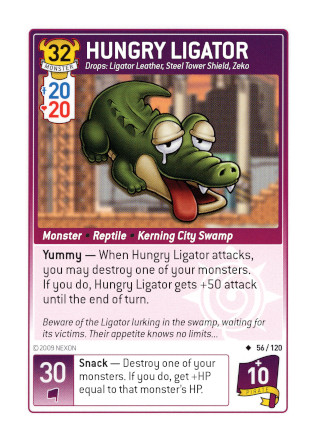 32
MONSTER
HUNGRY LIGATOR
Drops: Ligator Leather, Steel Tower Shield, Zeko
20
20
Monster • Reptile • Kerning City Swamp
Yummy — When Hungry Ligator attacks,
you may destroy one of your monsters.
If you do, Hungry Ligator gets +50 attack
until the end of turn.
Beware of the Ligator lurking in the swamp, waiting for
its victims. Their appetite knows no limits...
©2009 NEXON
◆ 56/120
30
Snack — Destroy one of your
monsters. If you do, get +HP
equal to that monster's HP.
+
10
PIRATE